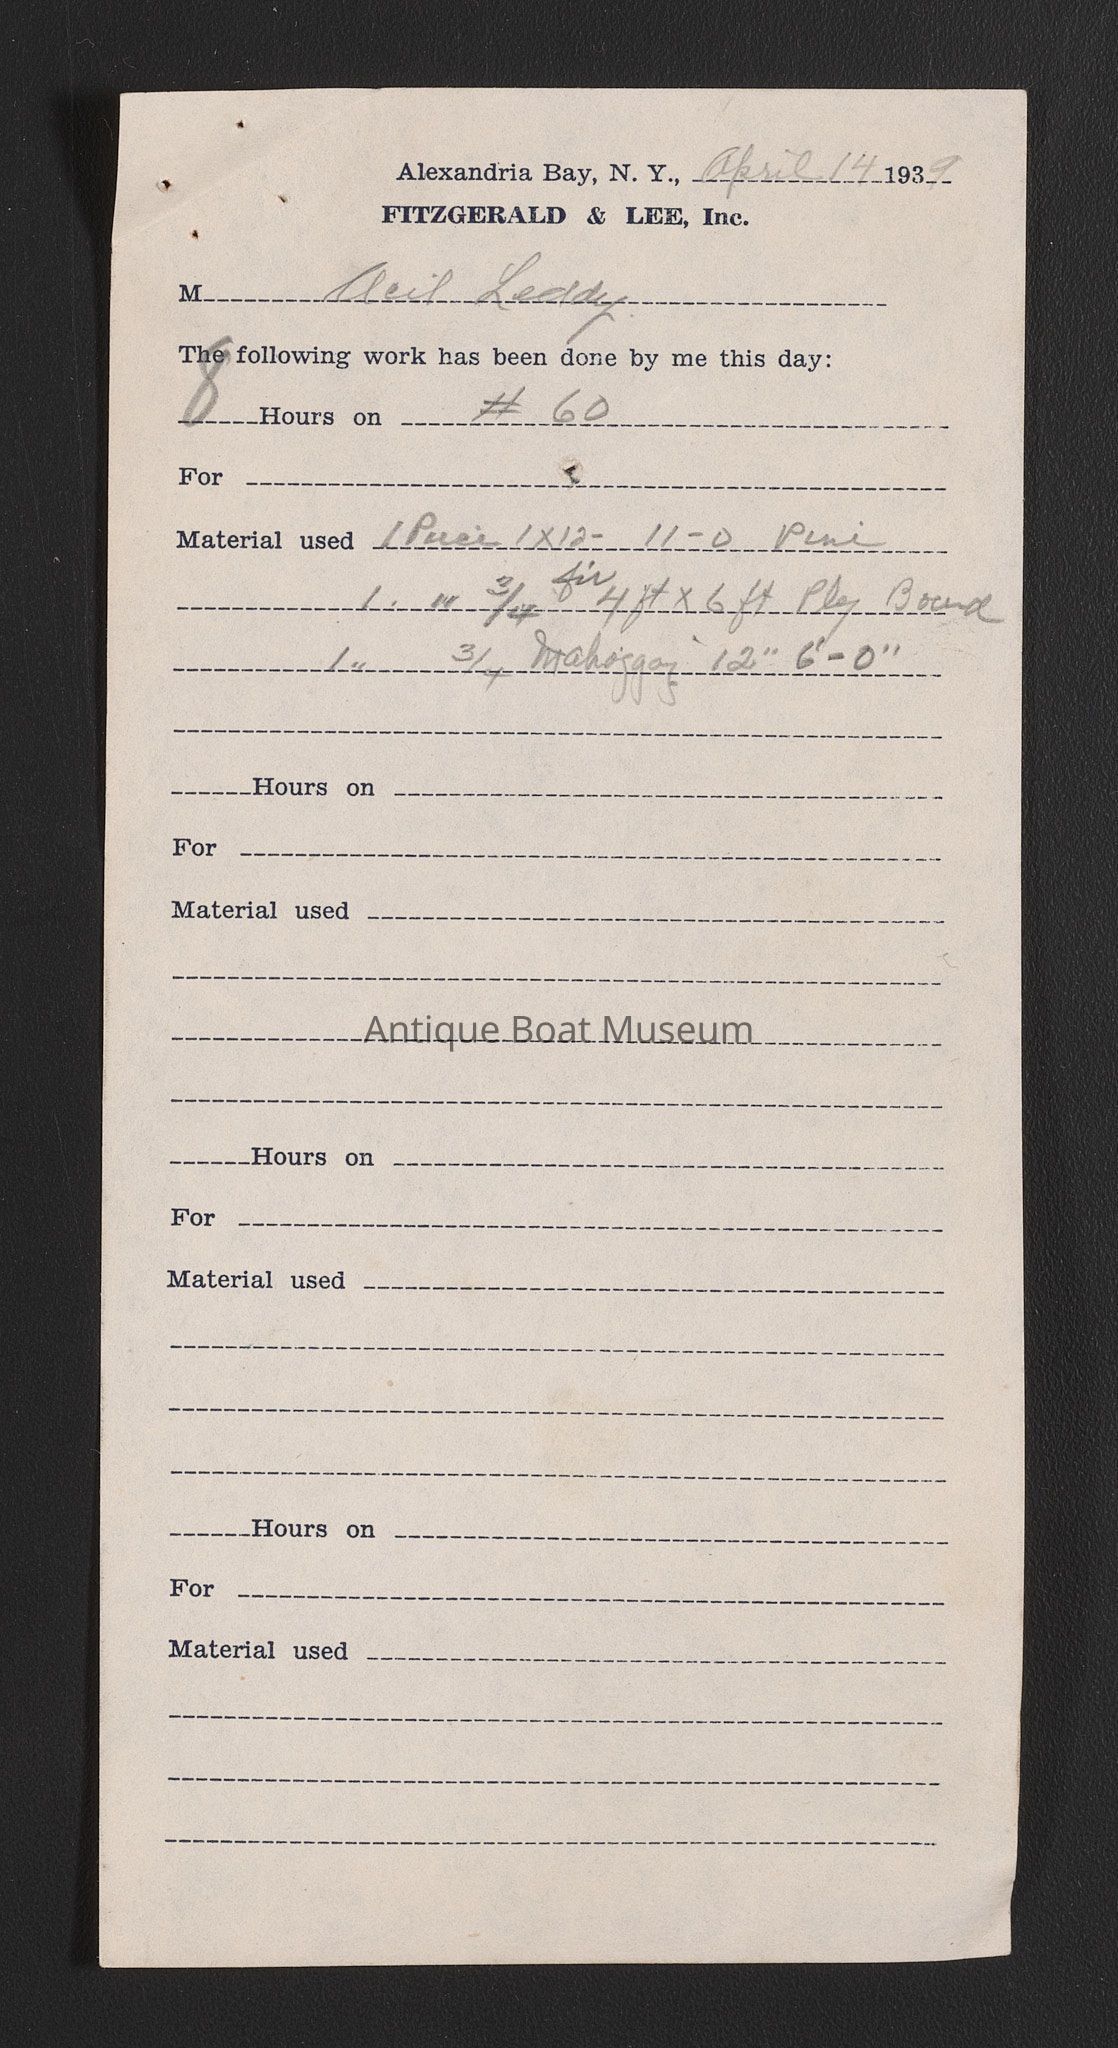 Alexandria Bay, N. Y., April 14 1939
FITZGERALD & LEE, Inc.
M Neil Leddy
The following work has been done by me this day:
8 Hours on # 60
For
Material used 1 Piece 1X12- 11-0 Pine
1. " 3/4 fir 4 ft X 6 ft Ply Board
1 " 3/4 Mahoggany 12" 6'-0"
Hours on
For
Material used
Antique Boat Museum
Hours on
For
Material used
Hours on
For
Material used